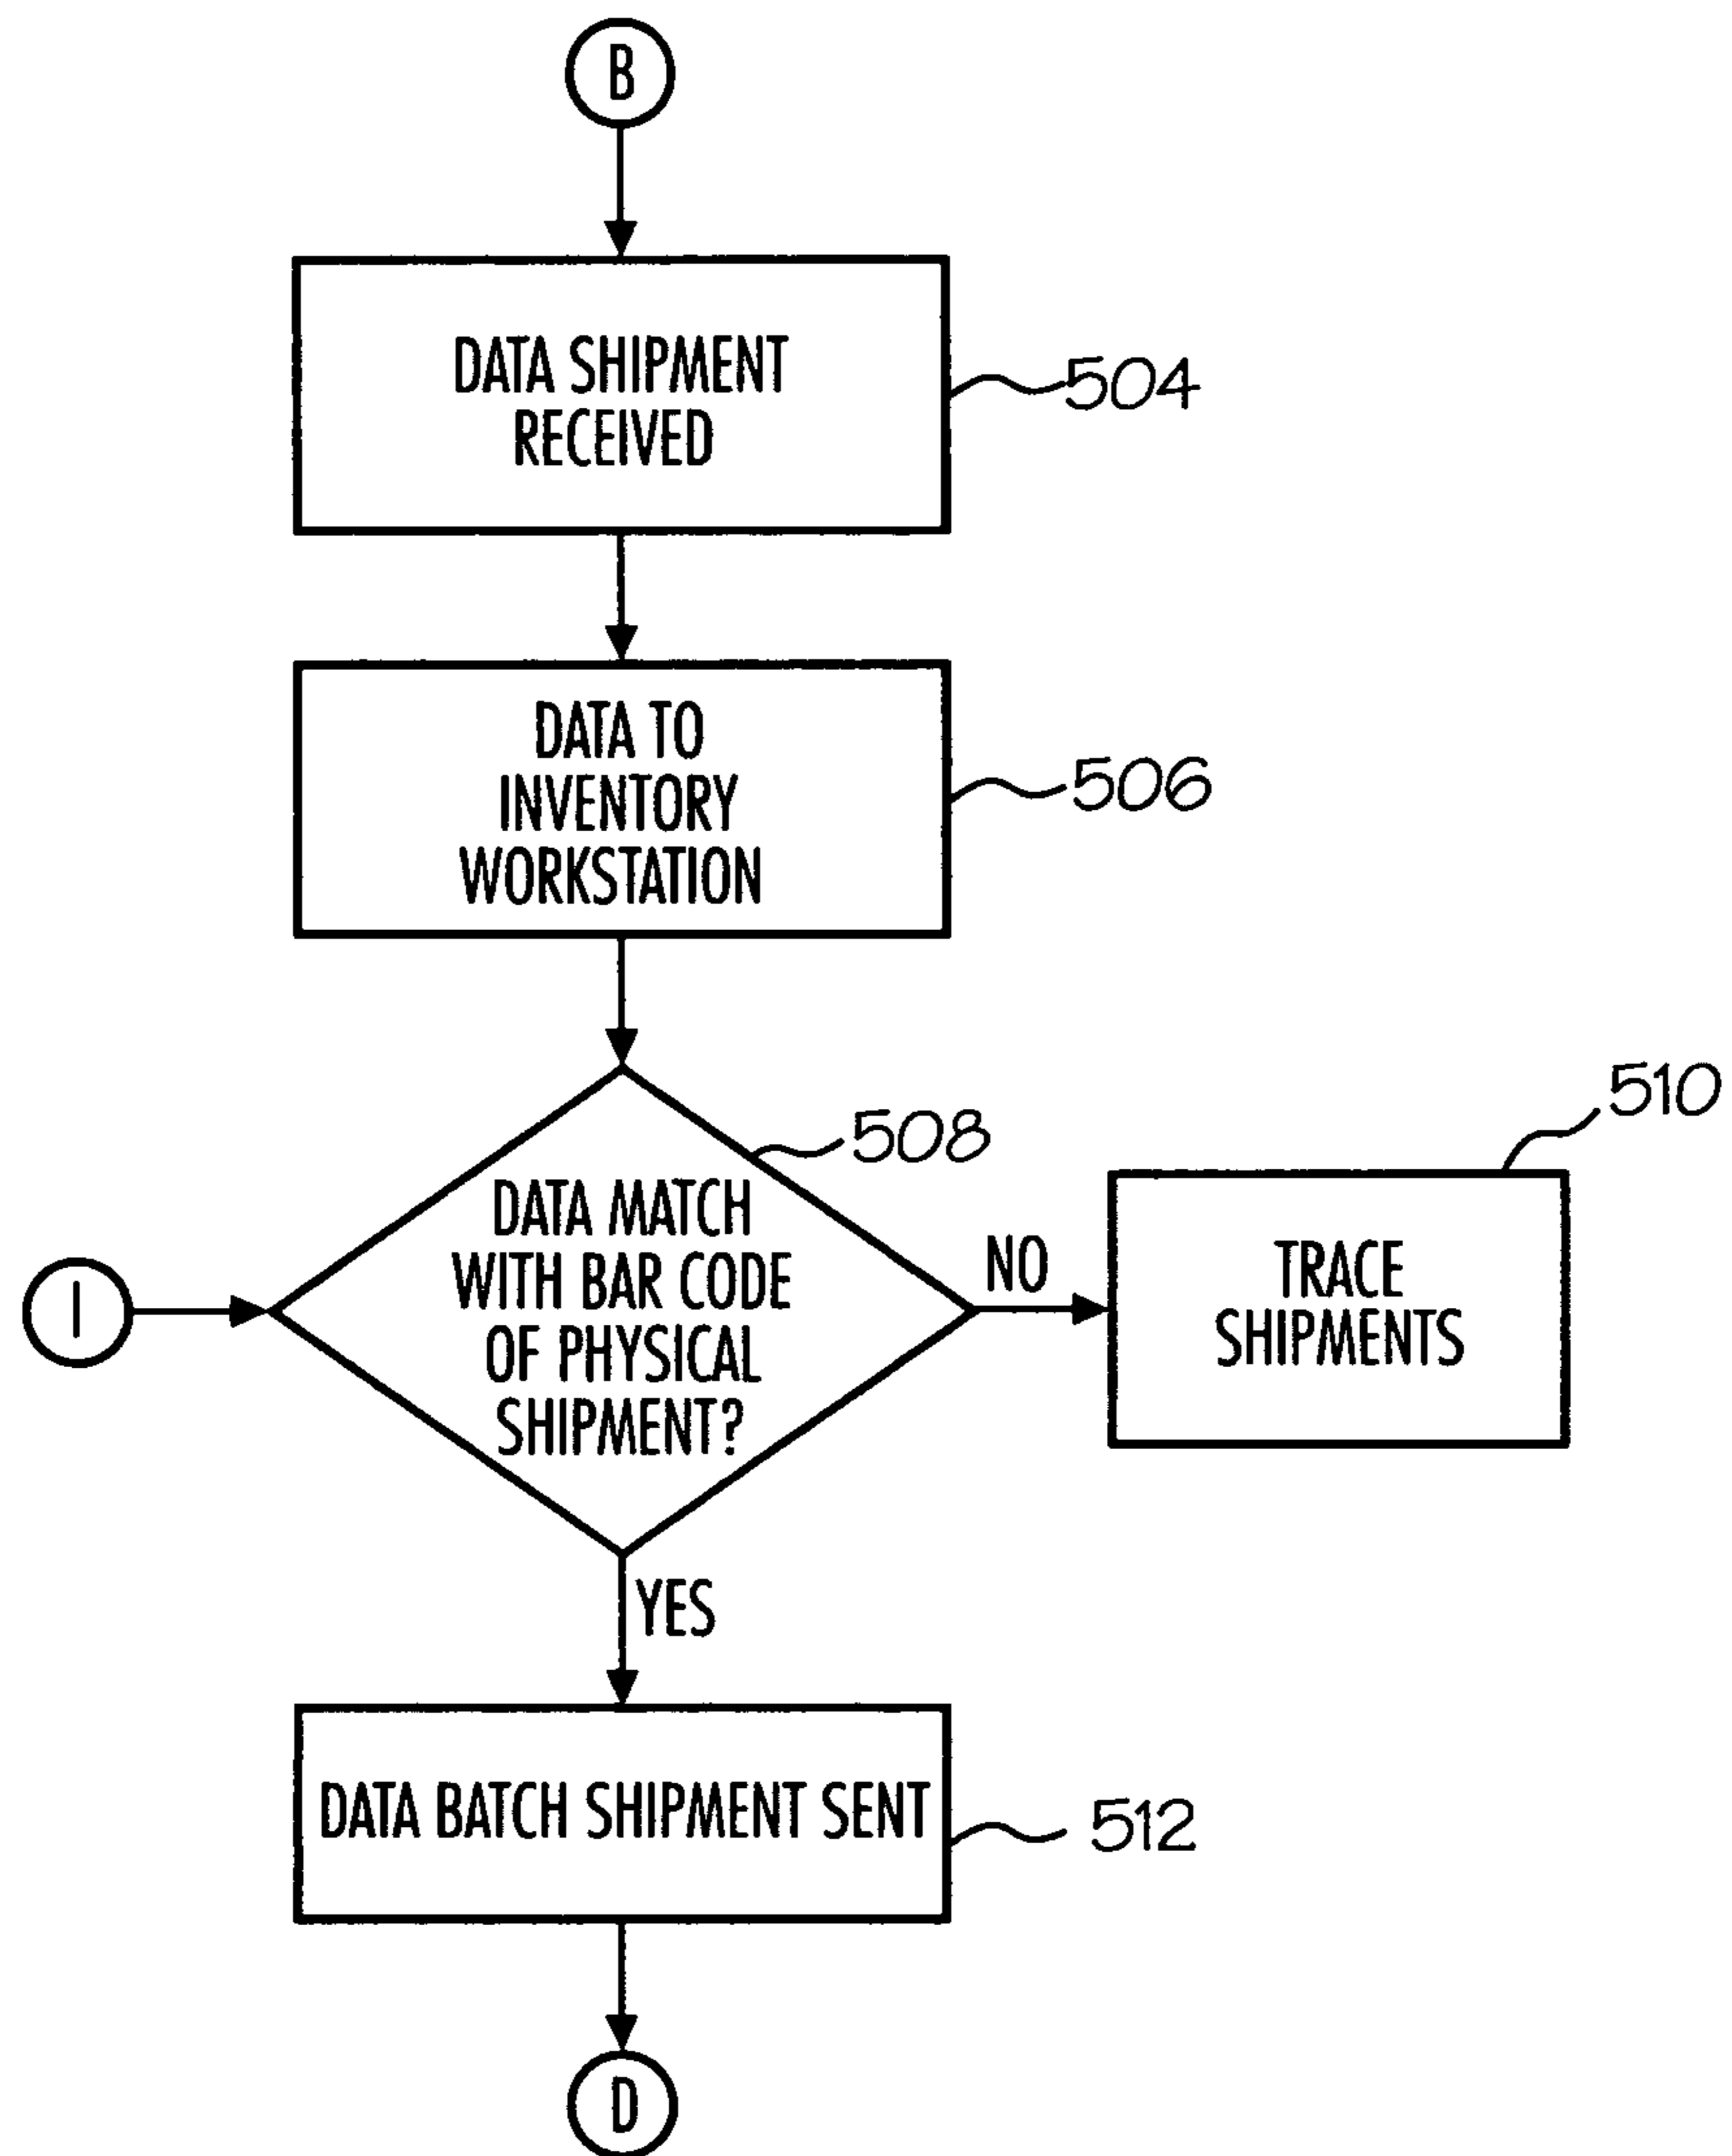 B
DATA SHIPMENT
RECEIVED
504
DATA TO
INVENTORY
WORKSTATION
506
508
510
DATA MATCH
WITH BAR CODE
OF PHYSICAL
SHIPMENT?
I
NO
TRACE
SHIPMENTS
YES
DATA BATCH SHIPMENT SENT
512
D